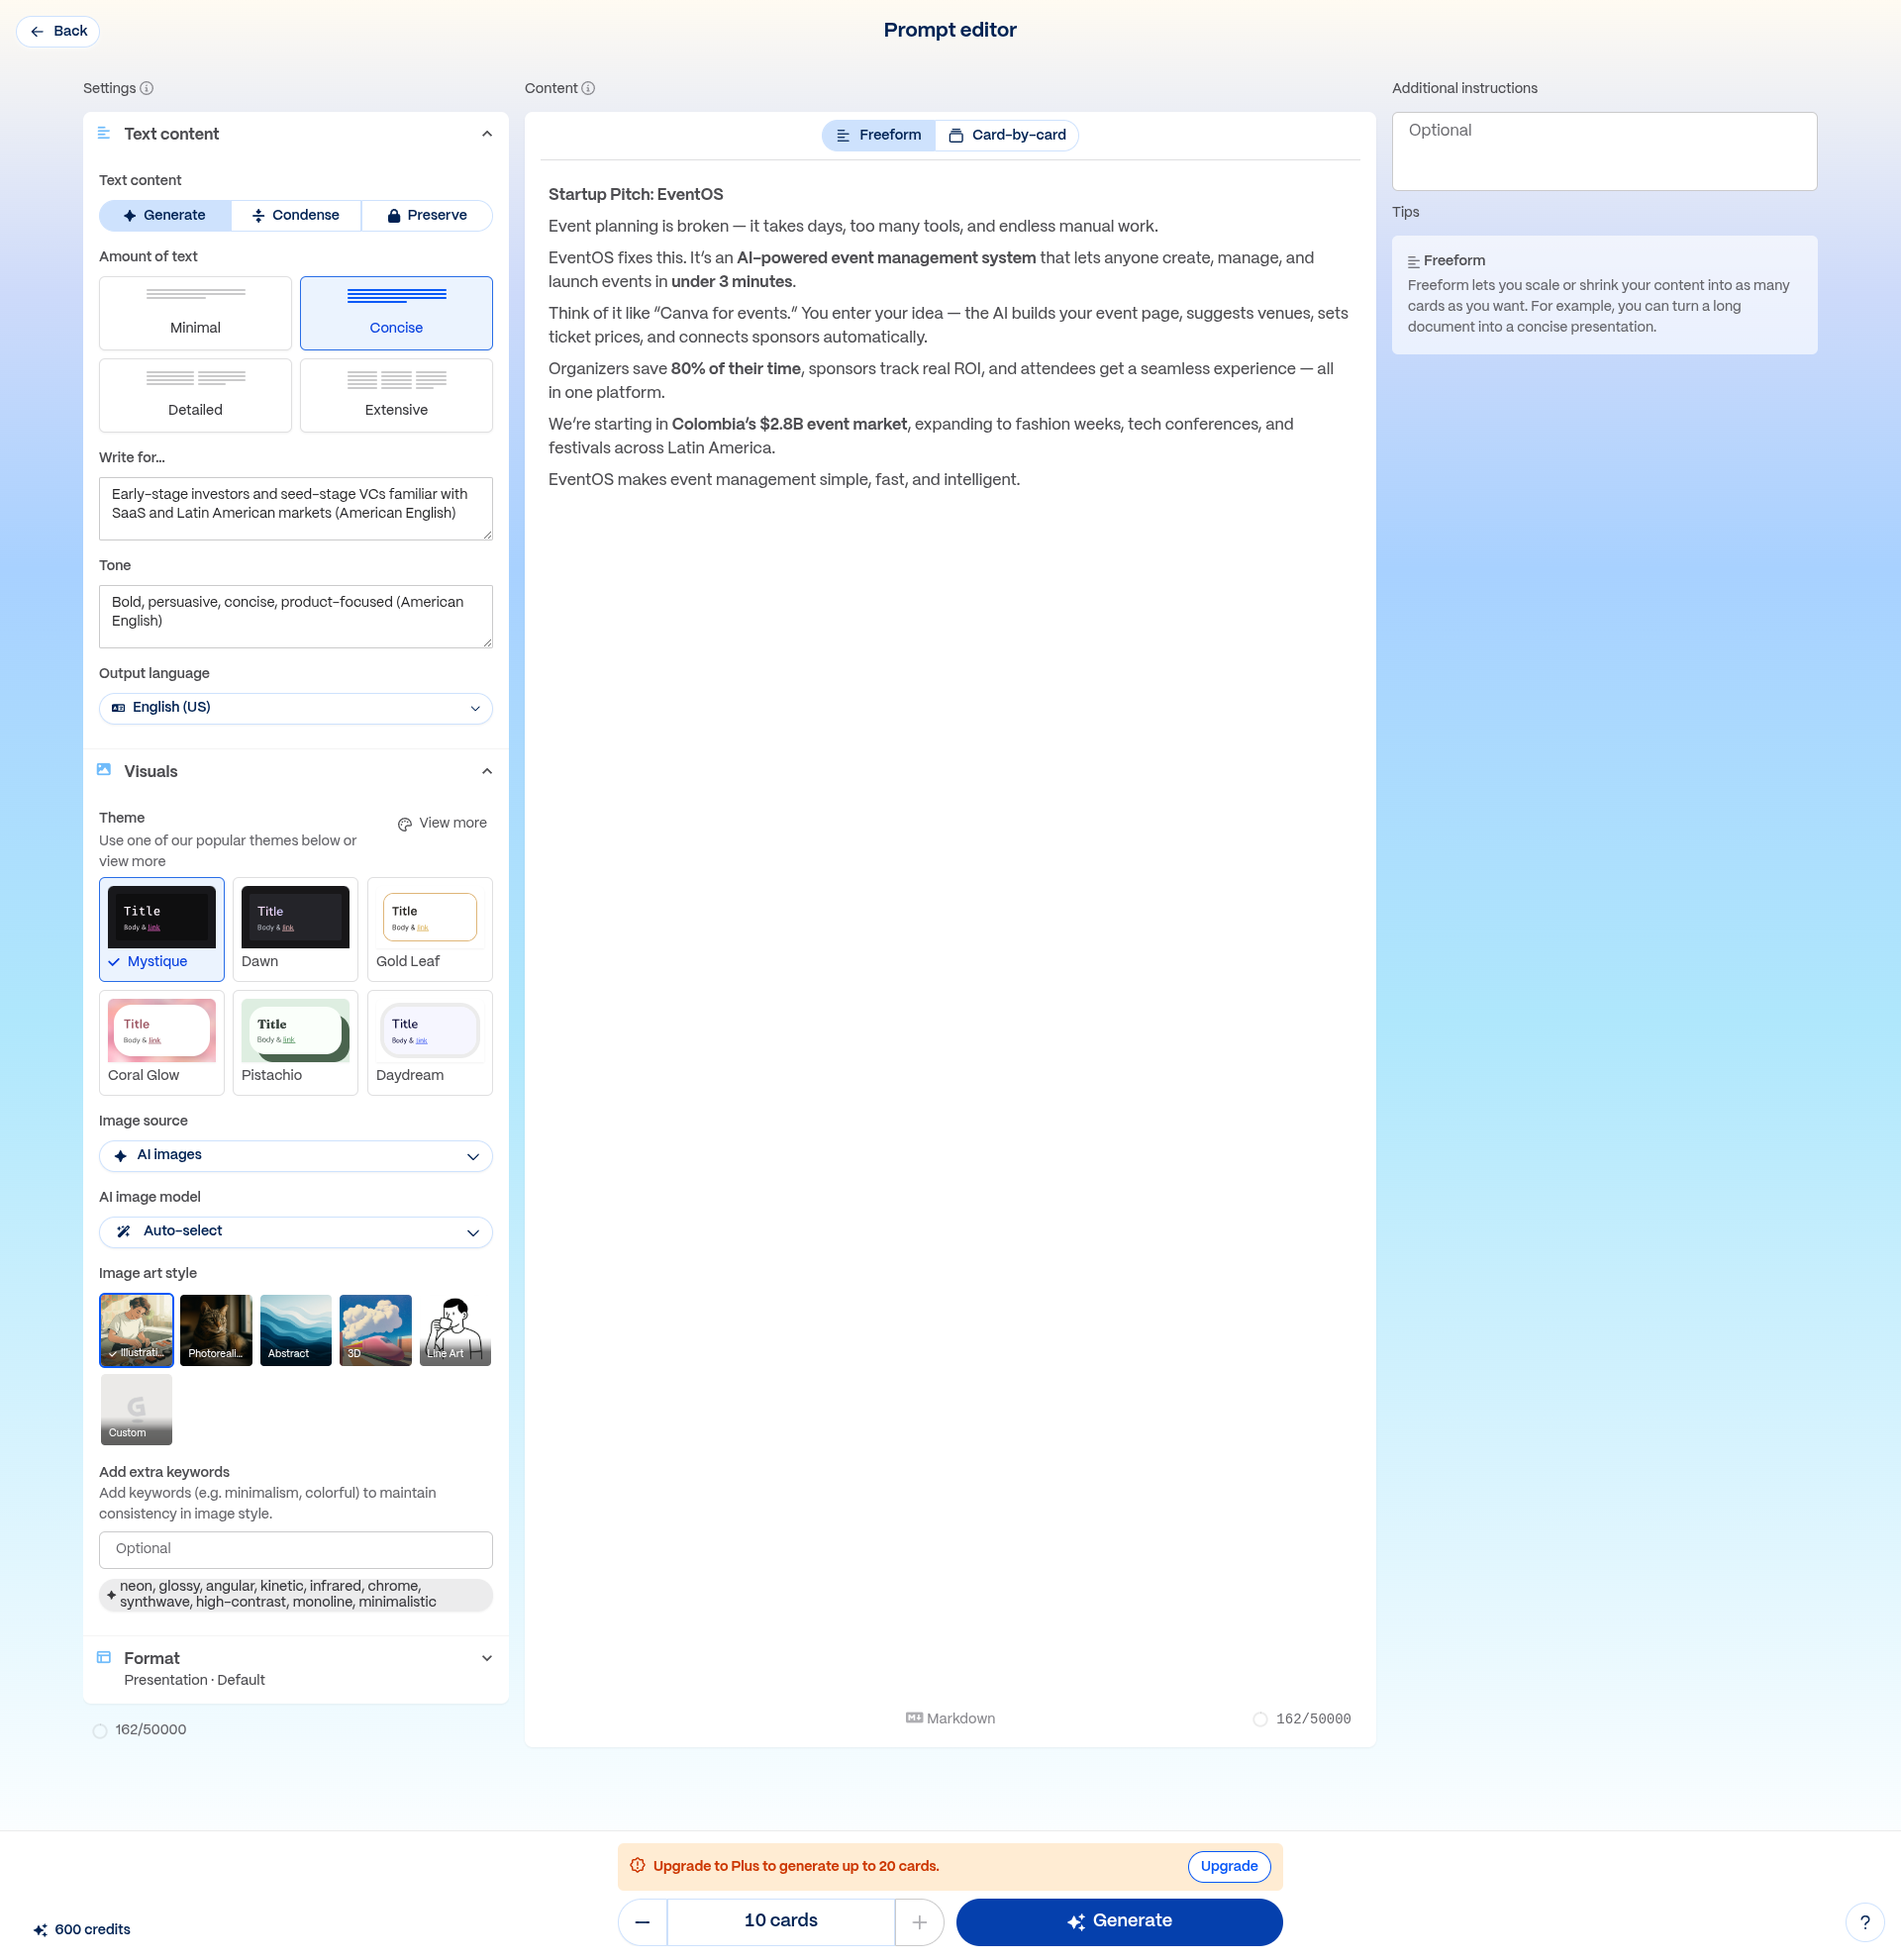 Back
Prompt editor
Settings
Text content
Text content
Generate
Condense
Preserve
Amount of text
Minimal
Concise
Detailed
Extensive
Write for...
Early-stage investors and seed-stage VCs familiar with
SaaS and Latin American markets (American English)
Tone
Bold, persuasive, concise, product-focused (American
English)
Output language
English (US)
Visuals
Theme
View more
Use one of our popular themes below or
view more
Title
Body & link
Mystique
Title
Body & link
Dawn
Title
Body & link
Gold Leaf
Title
Body & link
Coral Glow
Title
Body & link
Pistachio
Title
Body & link
Daydream
Image source
AI images
AI image model
Auto-select
Image art style
Illustrati...
Photoreali...
Abstract
3D
Line Art
G
Custom
Add extra keywords
Add keywords (e.g. minimalism, colorful) to maintain
consistency in image style.
Optional
neon, glossy, angular, kinetic, infrared, chrome,
synthwave, high-contrast, monoline, minimalistic
Format
Presentation · Default
162/50000
Content
Freeform
Card-by-card
Startup Pitch: EventOS
Event planning is broken — it takes days, too many tools, and endless manual work.
EventOS fixes this. It’s an AI-powered event management system that lets anyone create, manage, and
launch events in under 3 minutes.
Think of it like “Canva for events.” You enter your idea — the AI builds your event page, suggests venues, sets
ticket prices, and connects sponsors automatically.
Organizers save 80% of their time, sponsors track real ROI, and attendees get a seamless experience — all
in one platform.
We’re starting in Colombia’s $2.8B event market, expanding to fashion weeks, tech conferences, and
festivals across Latin America.
EventOS makes event management simple, fast, and intelligent.
Markdown
162/50000
Additional instructions
Optional
Tips
Freeform
Freeform lets you scale or shrink your content into as many
cards as you want. For example, you can turn a long
document into a concise presentation.
Upgrade to Plus to generate up to 20 cards.
Upgrade
600 credits
10 cards
Generate
?